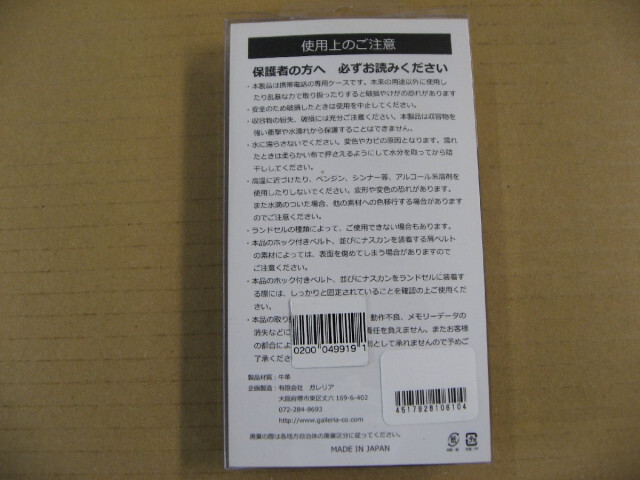 使用上のご注意
保護者の方へ 必ずお読みください
・本製品は携帯電話の専用ケースです。本来の用途以外に使用し
たり乱暴な力で取り扱ったりすると破損やけがの恐れがあります
・安全のため破損したときは使用を中止してください。
・収容物の紛失、破損には充分ご注意ください。本製品は収容物を
強い衝撃や水濡れから保護することはできません。
・水に濡らさないでください。変色やカビの原因となります。濡れ
たときは柔らかい布で押さえるようにして水分を取ってから陰
干ししてください。
・高温に近づけたり、ベンジン、シンナー等、アルコール系溶剤を
使用したりしないでください。変形や変色の恐れがあります。
また水滴のついた場合、他の素材への色移行する場合があります
のでご注意ください。
・ランドセルの種類によって、ご使用できない場合もあります。
・本品のホック付きベルト、並びにナスカンを装着する肩ベルト
の素材によっては、表面を傷めてしまう場合がありますので
ご注意ください。
・本品のホック付きベルト、並びにナスカンをランドセルに装着す
る際には、しっかりと固定されていることを確認の上ご使用くだ
さい。
・本品の取り 動作不良、メモリーデータの
消失などに 責任を負えません。またお客様
の都合によ 則として承れませんので予めご
了承くだ
0200 049919 1
製品材質：牛革
企画製造：有限会社 ガレリア
大阪府堺市東区丈六 169-6-402
072-284-8693
http://www.galleria-co.com
4517828108104
廃棄の際は各地方自治体の廃棄区分に従ってください。
MADE IN JAPAN